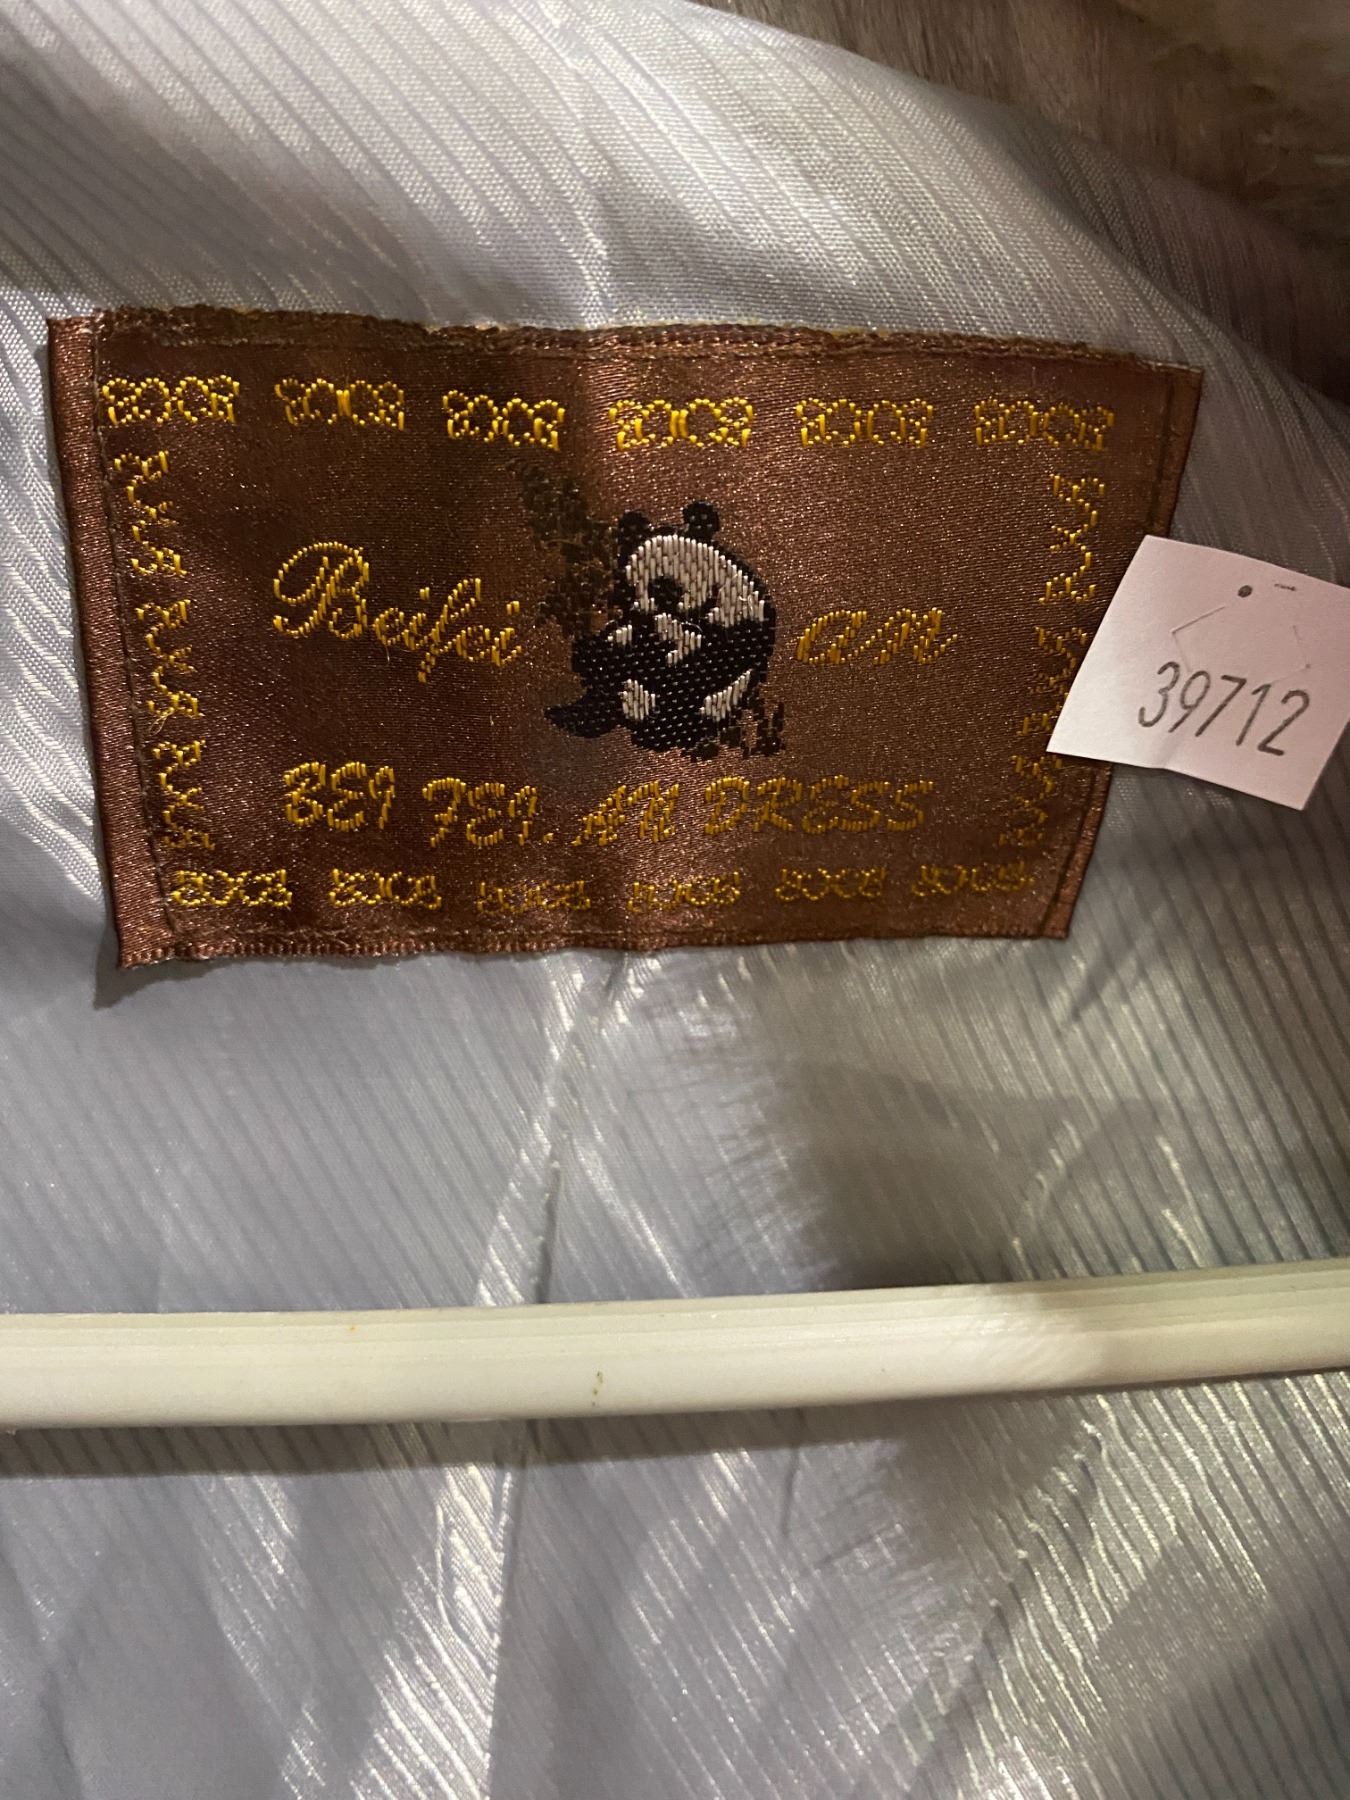 Beifei an
BEI FEI. AN DRESS
39712